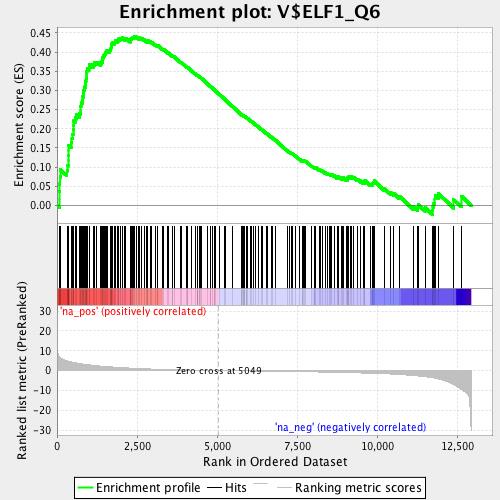 Enrichment plot: V$ELF1_Q6
Enrichment score (ES)
0.45
0.40
0.35
0.30
0.25
0.20
0.15
0.10
0.05
0.00
Ranked list metric (PreRanked)
30
20
10
0
-10
-20
-30
'na_pos' (positively correlated)
Zero cross at 5049
'na_neg' (negatively correlated)
0
2,500
5,000
7,500
10,000
12,500
Rank in Ordered Dataset
Enrichment profile
Hits
Ranking metric scores